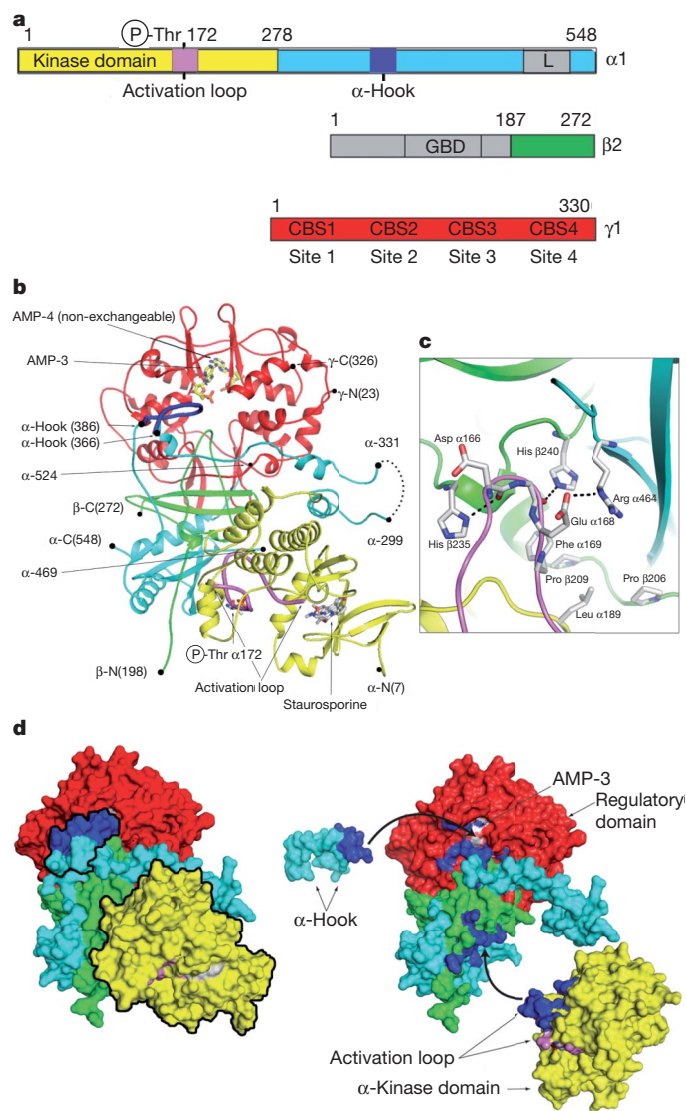 a
1
P-Thr 172
278
548
Kinase domain
L
α1
Activation loop
α-Hook
1
187
272
GBD
β2
1
330
CBS1 CBS2 CBS3 CBS4
γ1
Site 1 Site 2 Site 3 Site 4
b
AMP-4 (non-exchangeable)
AMP-3
γ-C(326)
γ-N(23)
α-Hook (386)
α-Hook (366)
α-331
α-524
β-C(272)
α-C(548)
α-299
α-469
P-Thr α172
Activation loop
β-N(198)
α-N(7)
Staurosporine
c
Asp α166
His β240
Arg α464
His β235
Glu α168
Phe α169
Pro β209
Pro β206
Leu α189
d
AMP-3
Regulatory
domain
α-Hook
Activation loop
α-Kinase domain